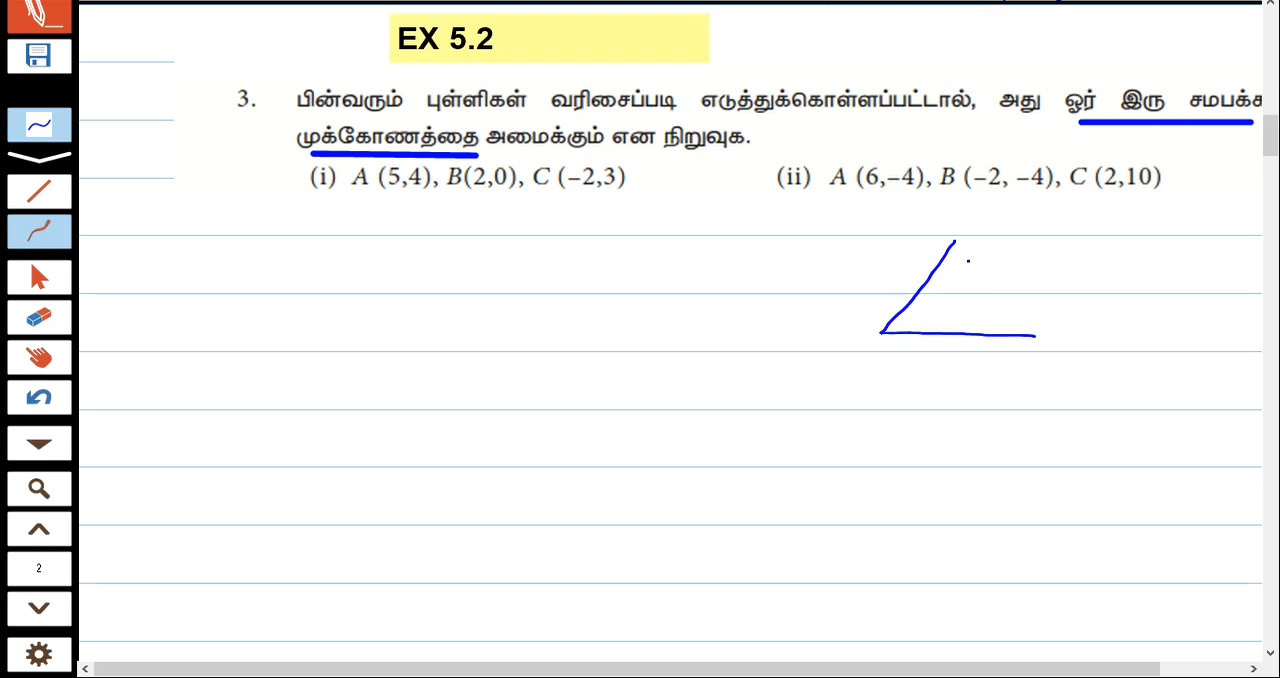 EX 5.2
3. பின்வரும் புள்ளிகள் வரிசைப்படி எடுத்துக்கொள்ளப்பட்டால், அது ஓர் இரு
முக்கோணத்தை அமைக்கும் என நிறுவுக.
(i) A (5,4), B(2,0), C (−2,3) (ii) A (6,−4), B (−2, −4), C (2,10)
2